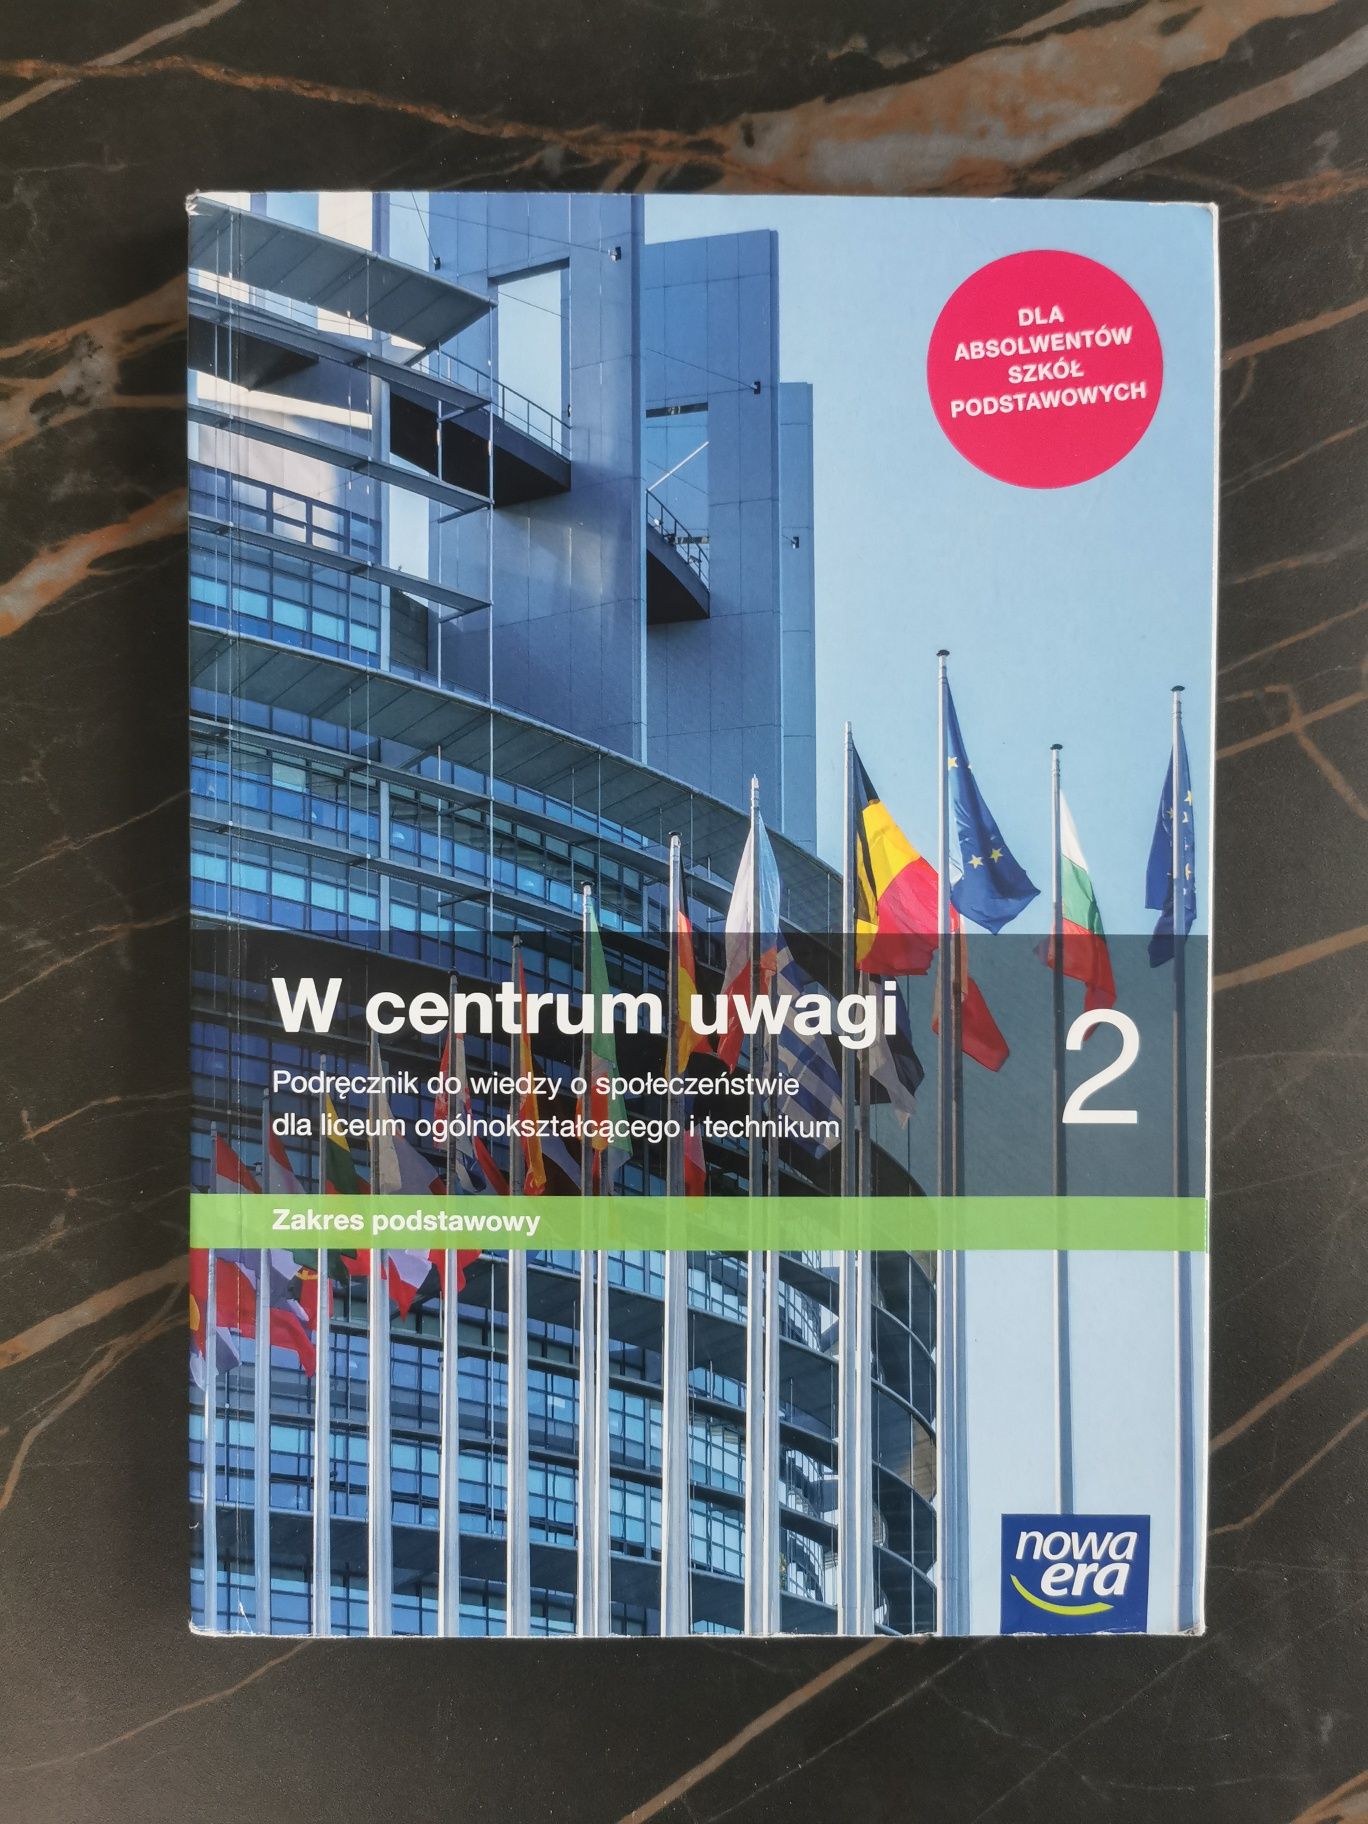 DLA
ABSOLWENTÓW
SZKÓŁ
PODSTAWOWYCH
W centrum uwagi
2
Podręcznik do wiedzy o społeczeństwie
dla liceum ogólnokształcącego i technikum
Zakres podstawowy
nowa
era